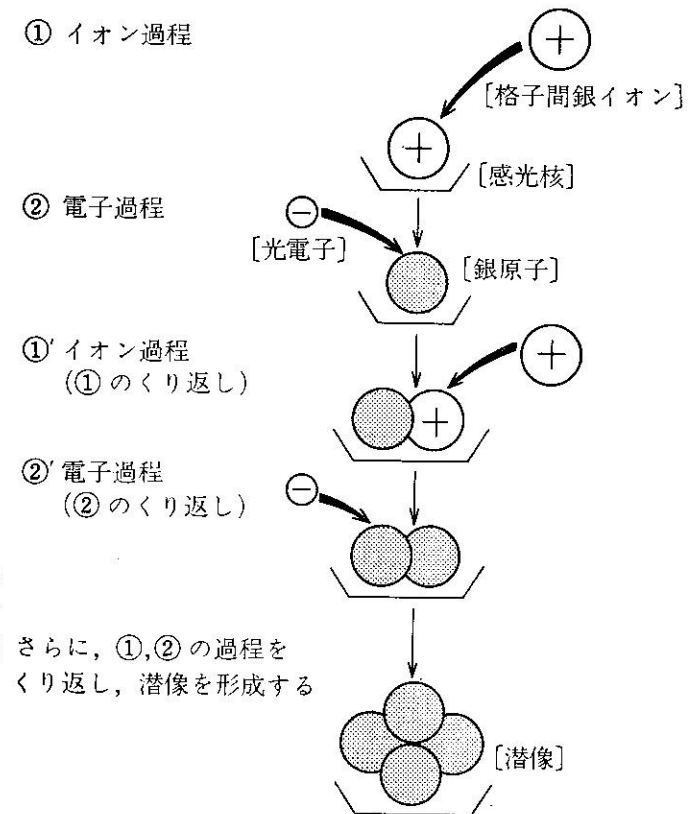 ① イオン過程
＋
［格子間銀イオン］
＋
［感光核］
② 電子過程
－
［光電子］
［銀原子］
①′イオン過程
(①のくり返し)
＋
＋
②′電子過程
(②のくり返し)
－
さらに，①,②の過程を
くり返し，潜像を形成する
［潜像］